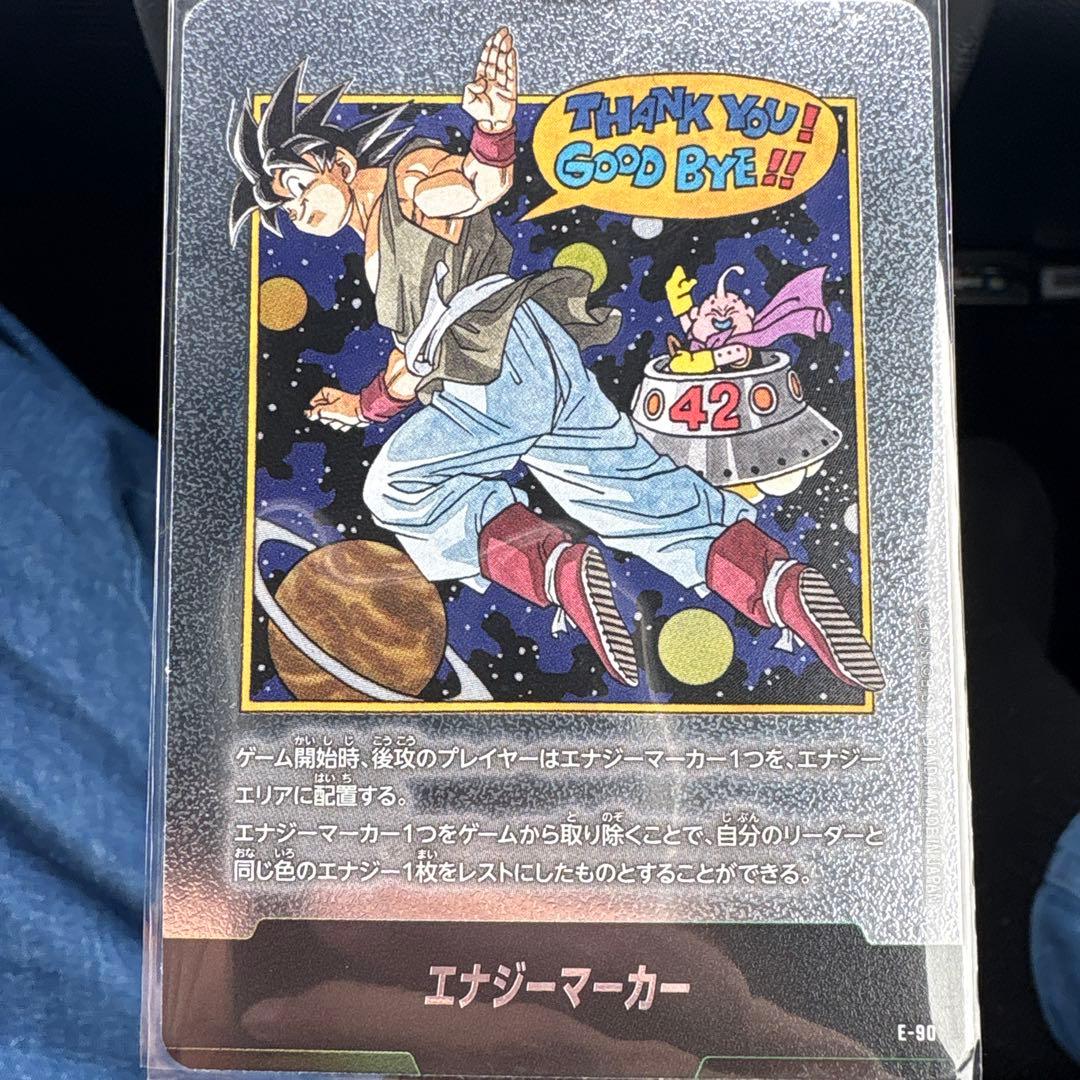 THANK YOU!
GOOD BYE!!
42
ゲーム開始時、後攻のプレイヤーはエナジーマーカー1つを、エナジー
エリアに配置する。
エナジーマーカー1つをゲームから取り除くことで、自分のリーダーと
同じ色のエナジー1枚をレストにしたものとすることができる。
エナジーマーカー
E-90
BANDAI MADE IN JAPAN